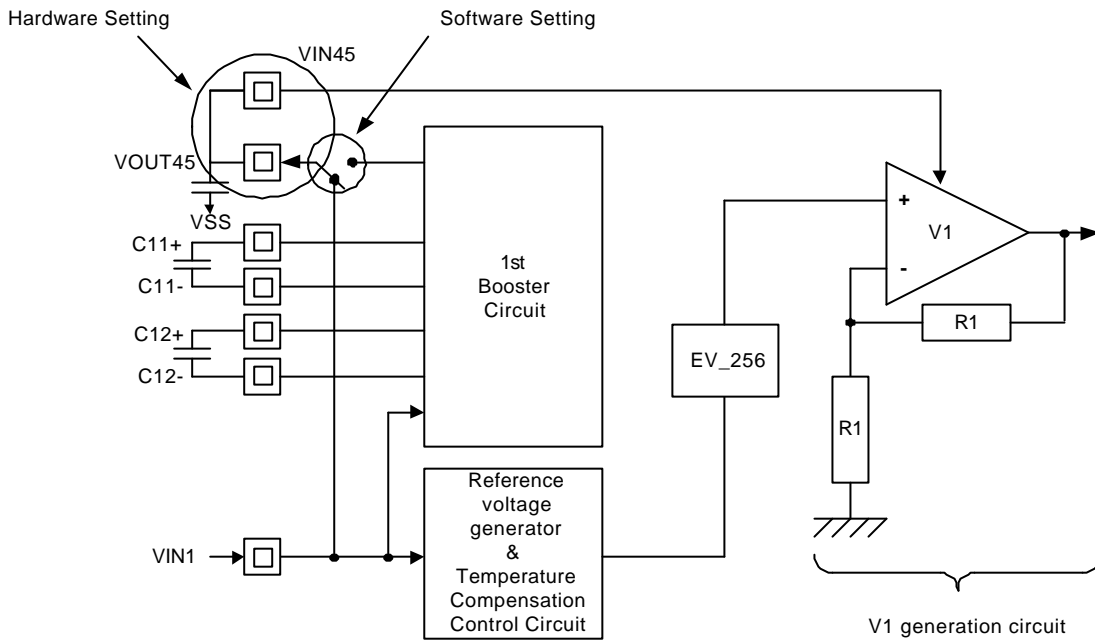 Hardware Setting
Software Setting
VIN45
VOUT45
VSS
C11+
C11-
C12+
C12-
1st
Booster
Circuit
+
V1
-
R1
EV_256
R1
Reference
voltage
generator
&
Temperature
Compensation
Control Circuit
VIN1
V1 generation circuit